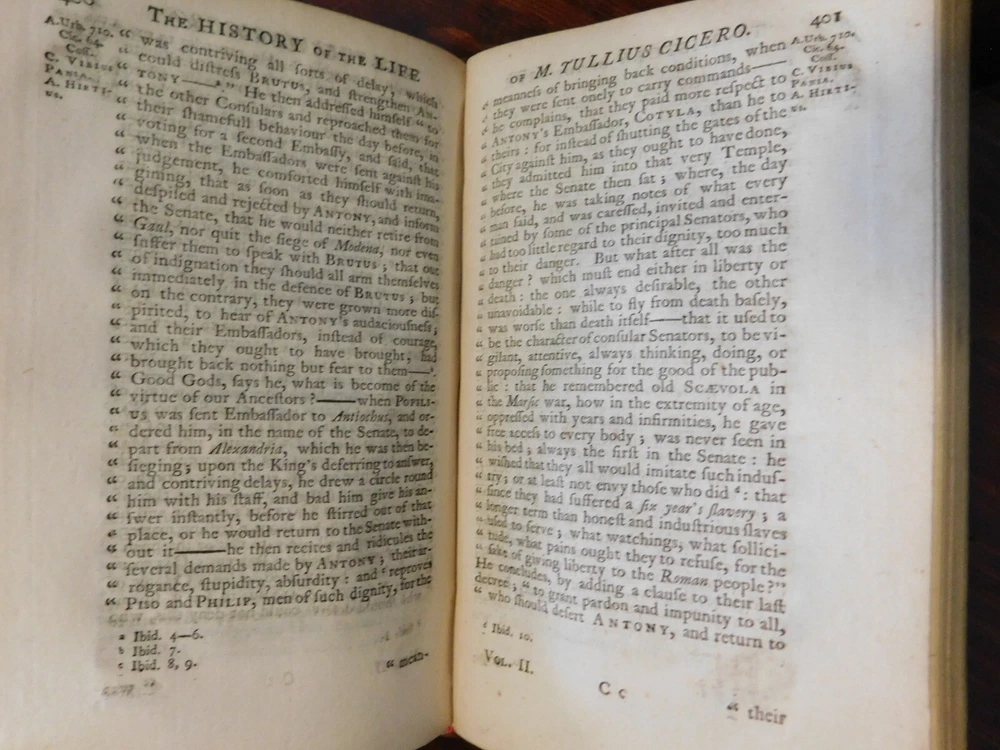 THE HISTORY OF THE LIFE
A. Urb. 710.
Cic. 64.
Coss.
C. VIBIUS
PANSA.
A. HIRTI-
US.
“ was contriving all sorts of delay, which
“ could distress BRUTUS, and strengthen AN-
“ TONY——ᵃ” He then addressed himself “ to
“ the other Consulars and reproached them for
“ their shamefull behaviour the day before, in
“ voting for a second Embassy, and said, that
“ when the Embassadors were sent against his
“ judgement, he comforted himself with ima-
“ gining, that as soon as they should return,
“ despised and rejected by ANTONY, and inform
“ the Senate, that he would neither retire from
“ Gaul, nor quit the siege of Modena, nor even
“ suffer them to speak with BRUTUS; that out
“ of indignation they should all arm themselves
“ immediately in the defence of BRUTUS; but
“ on the contrary, they were grown more dis-
“ pirited, to hear of ANTONY's audaciousness;
“ and their Embassadors, instead of courage,
“ which they ought to have brought, had
“ brought back nothing but fear to them—ᵇ.
“ Good Gods, says he, what is become of the
“ virtue of our Ancestors?——when POPILI-
“ US was sent Embassador to Antiochus, and or-
“ dered him, in the name of the Senate, to de-
“ part from Alexandria, which he was then be-
“ sieging; upon the King's deferring to answer,
“ and contriving delays, he drew a circle round
“ him with his staff, and bad him give his an-
“ swer instantly, before he stirred out of that
“ place, or he would return to the Senate with-
“ out it———he then recites and ridicules the
“ several demands made by ANTONY; their ar-
“ rogance, stupidity, absurdity: and ᶜ reproves
“ PISO and PHILIP, men of such dignity, for the
ᵃ Ibid. 4—6.
ᵇ Ibid. 7.
ᶜ Ibid. 8, 9.
“ mean-
OF M. TULLIUS CICERO. 401
A. Urb. 710.
Cic. 64.
Coss.
C. VIBIUS
PANSA.
A. HIRTI-
US.
“ meanness of bringing back conditions, when
“ they were sent onely to carry commands——
“ he complains, that they paid more respect to
“ ANTONY's Embassador, COTYLA, than he to
“ theirs: for instead of shutting the gates of the
“ City against him, as they ought to have done,
“ they admitted him into that very Temple,
“ where the Senate then sat; where, the day
“ before, he was taking notes of what every
“ man said, and was caressed, invited and enter-
“ tained by some of the principal Senators, who
“ had too little regard to their dignity, too much
“ to their danger. But what after all was the
“ danger? which must end either in liberty or
“ death: the one always desirable, the other
“ unavoidable: while to fly from death basely,
“ was worse than death itself——that it used to
“ be the character of consular Senators, to be vi-
“ gilant, attentive, always thinking, doing, or
“ proposing something for the good of the pub-
“ lic: that he remembered old SCÆVOLA in
“ the Marsic war, how in the extremity of age,
“ oppressed with years and infirmities, he gave
“ free access to every body; was never seen in
“ his bed; always the first in the Senate: he
“ wished that they all would imitate such indus-
“ try; or at least not envy those who did ᵈ: that
“ since they had suffered a six year's slavery; a
“ longer term than honest and industrious slaves
“ used to serve; what watchings, what sollici-
“ tude, what pains ought they to refuse, for the
“ sake of giving liberty to the Roman people?”
He concludes, by adding a clause to their last
decree; “ to grant pardon and impunity to all,
“ who should desert ANTONY, and return to
ᵈ Ibid. 10.
VOL. II.
C c
“ their